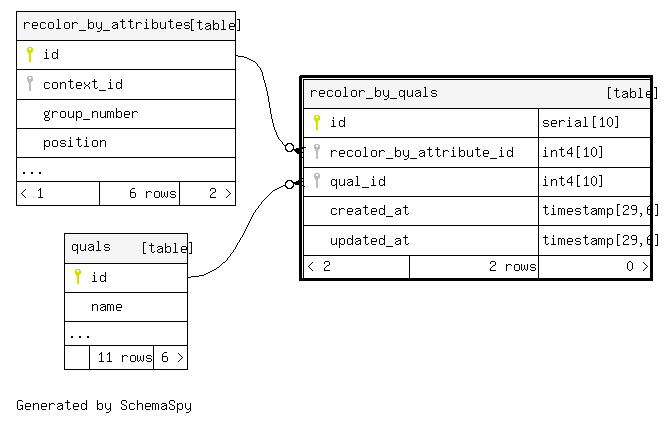 recolor_by_attributes [table]
id
context_id
group_number
position
...
< 1 6 rows 2 >
recolor_by_quals [table]
id serial[10]
recolor_by_attribute_id int4[10]
qual_id int4[10]
created_at timestamp[29,6]
updated_at timestamp[29,6]
< 2 2 rows 0 >
quals [table]
id
name
...
11 rows 6 >
Generated by SchemaSpy